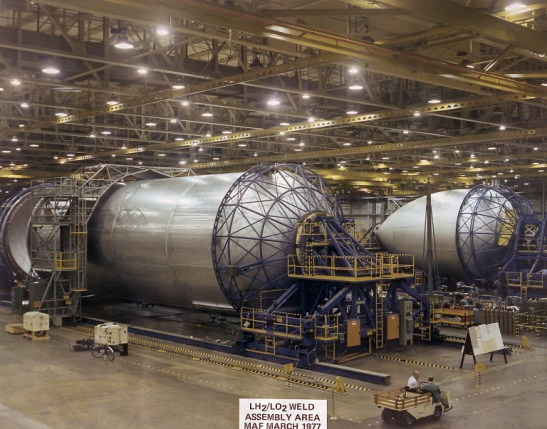 LH2/LO2 WELD
ASSEMBLY AREA
MAF MARCH 1977